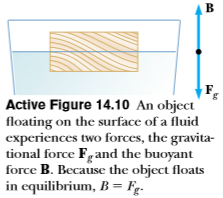 B
F_g
Active Figure 14.10 An object
floating on the surface of a fluid
experiences two forces, the gravita-
tional force F_g and the buoyant
force B. Because the object floats
in equilibrium, B = F_g.